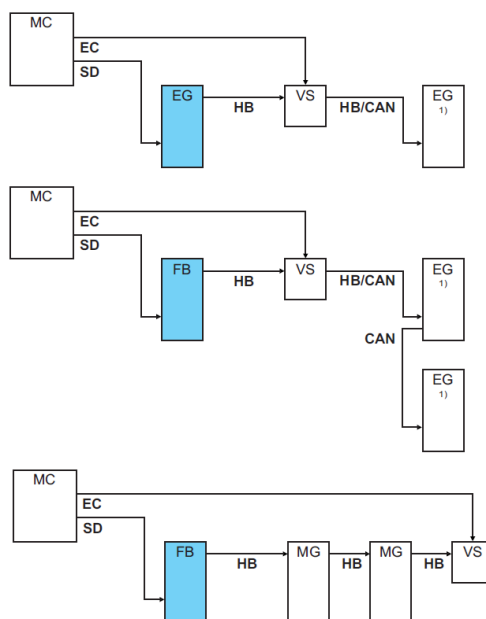 MC
EC
SD
EG
HB
VS
HB/CAN
EG
1)
MC
EC
SD
FB
HB
VS
HB/CAN
EG
1)
CAN
EG
1)
MC
EC
SD
FB
HB
MG
HB
MG
HB
VS